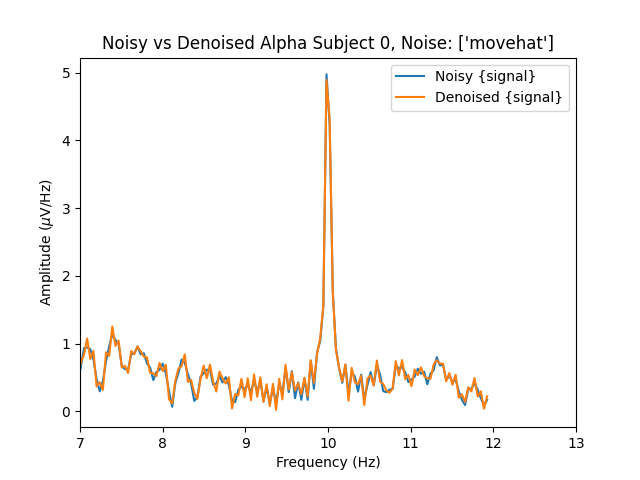 Noisy vs Denoised Alpha Subject 0, Noise: ['movehat']
Noisy {signal}
Denoised {signal}
Amplitude (μV/Hz)
5
4
3
2
1
0
7 8 9 10 11 12 13
Frequency (Hz)